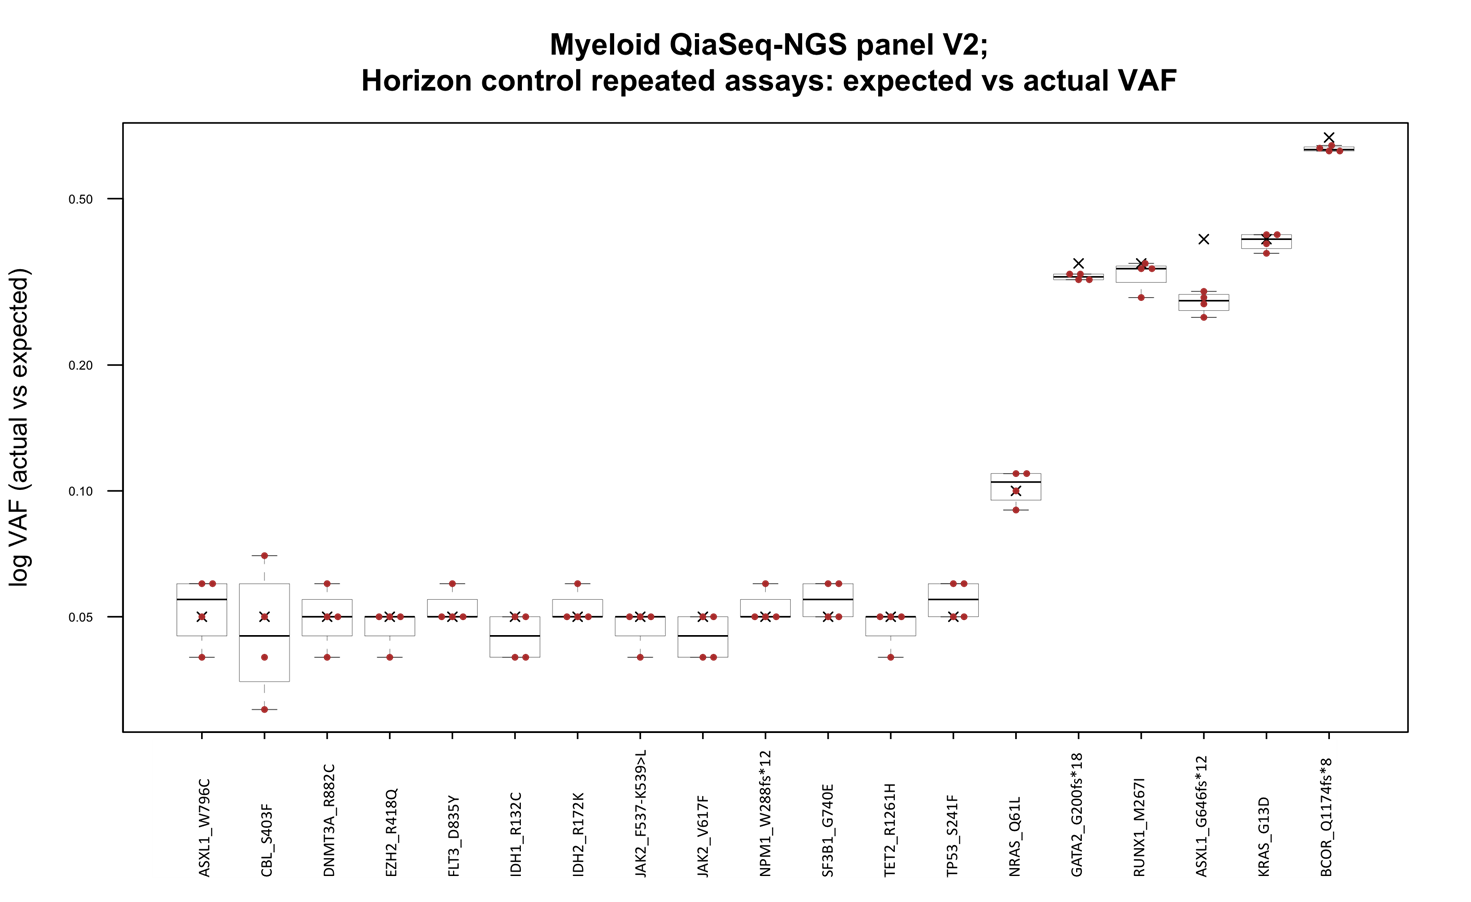 Myeloid QiaSeq-NGS panel V2;
Horizon control repeated assays: expected vs actual VAF
log VAF (actual vs expected)
0.50
0.20
0.10
0.05
ASXL1_W796C
CBL_S403F
DNMT3A_R882C
EZH2_R418Q
FLT3_D835Y
IDH1_R132C
IDH2_R172K
JAK2_F537-K539>L
JAK2_V617F
NPM1_W288fs*12
SF3B1_G740E
TET2_R1261H
TP53_S241F
NRAS_Q61L
GATA2_G200fs*18
RUNX1_M267I
ASXL1_G646fs*12
KRAS_G13D
BCOR_Q1174fs*8